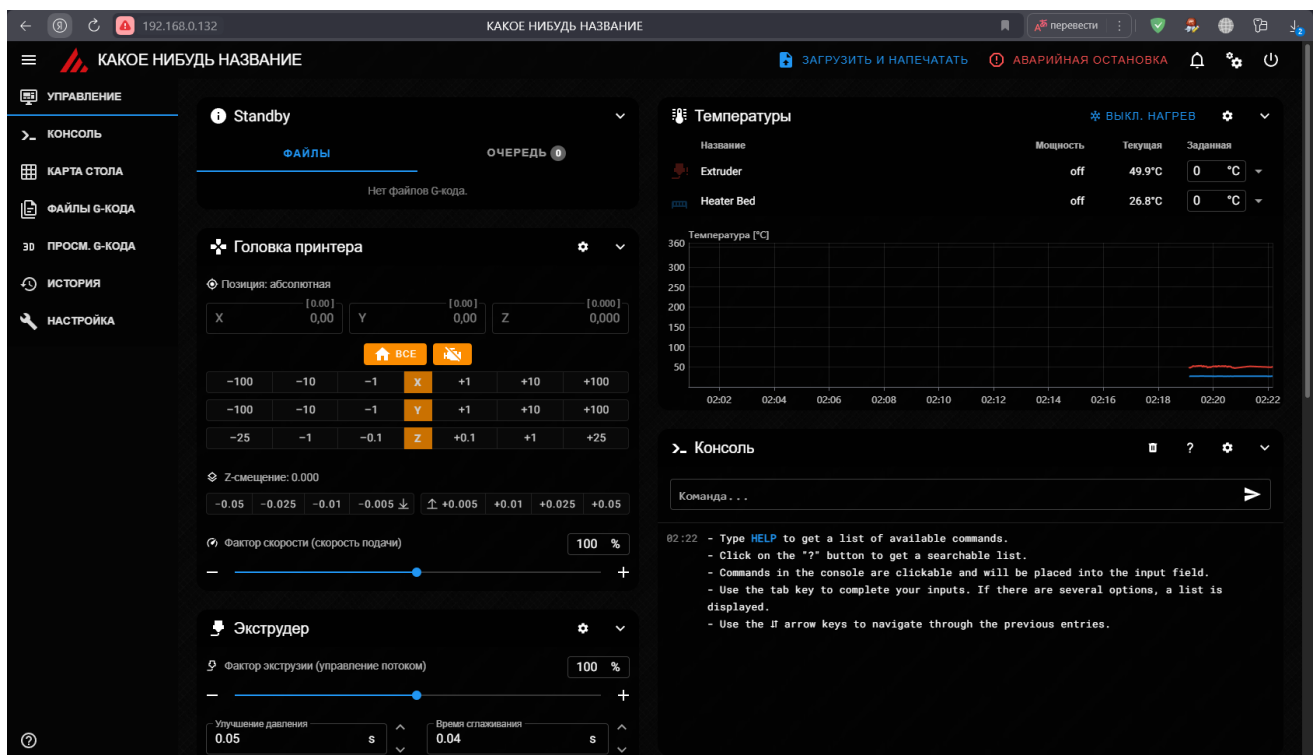 192.168.0.132
КАКОЕ НИБУДЬ НАЗВАНИЕ
перевести
2
КАКОЕ НИБУДЬ НАЗВАНИЕ
ЗАГРУЗИТЬ И НАПЕЧАТАТЬ
АВАРИЙНАЯ ОСТАНОВКА
УПРАВЛЕНИЕ
КОНСОЛЬ
КАРТА СТОЛА
ФАЙЛЫ G-КОДА
3D ПРОСМ. G-КОДА
ИСТОРИЯ
НАСТРОЙКА
Standby
ФАЙЛЫ ОЧЕРЕДЬ 0
Нет файлов G-кода.
Головка принтера
Позиция: абсолютная
[0.00] [0.00] [0.000]
X 0,00 Y 0,00 Z 0,000
ВСЕ
−100 −10 −1 X +1 +10 +100
−100 −10 −1 Y +1 +10 +100
−25 −1 −0.1 Z +0.1 +1 +25
Z-смещение: 0.000
−0.05 −0.025 −0.01 −0.005 +0.005 +0.01 +0.025 +0.05
Фактор скорости (скорость подачи) 100 %
Экструдер
Фактор экструзии (управление потоком) 100 %
Улучшение давления Время сглаживания
0.05 s 0.04 s
Температуры ВЫКЛ. НАГРЕВ
Название Мощность Текущая Заданная
Extruder off 49.9°C 0 °C
Heater Bed off 26.8°C 0 °C
Температура [°C]
360
300
250
200
150
100
50
02:02 02:04 02:06 02:08 02:10 02:12 02:14 02:16 02:18 02:20 02:22
Консоль ?
Команда...
02:22 - Type HELP to get a list of available commands.
- Click on the "?" button to get a searchable list.
- Commands in the console are clickable and will be placed into the input field.
- Use the tab key to complete your inputs. If there are several options, a list is
displayed.
- Use the ⇵ arrow keys to navigate through the previous entries.